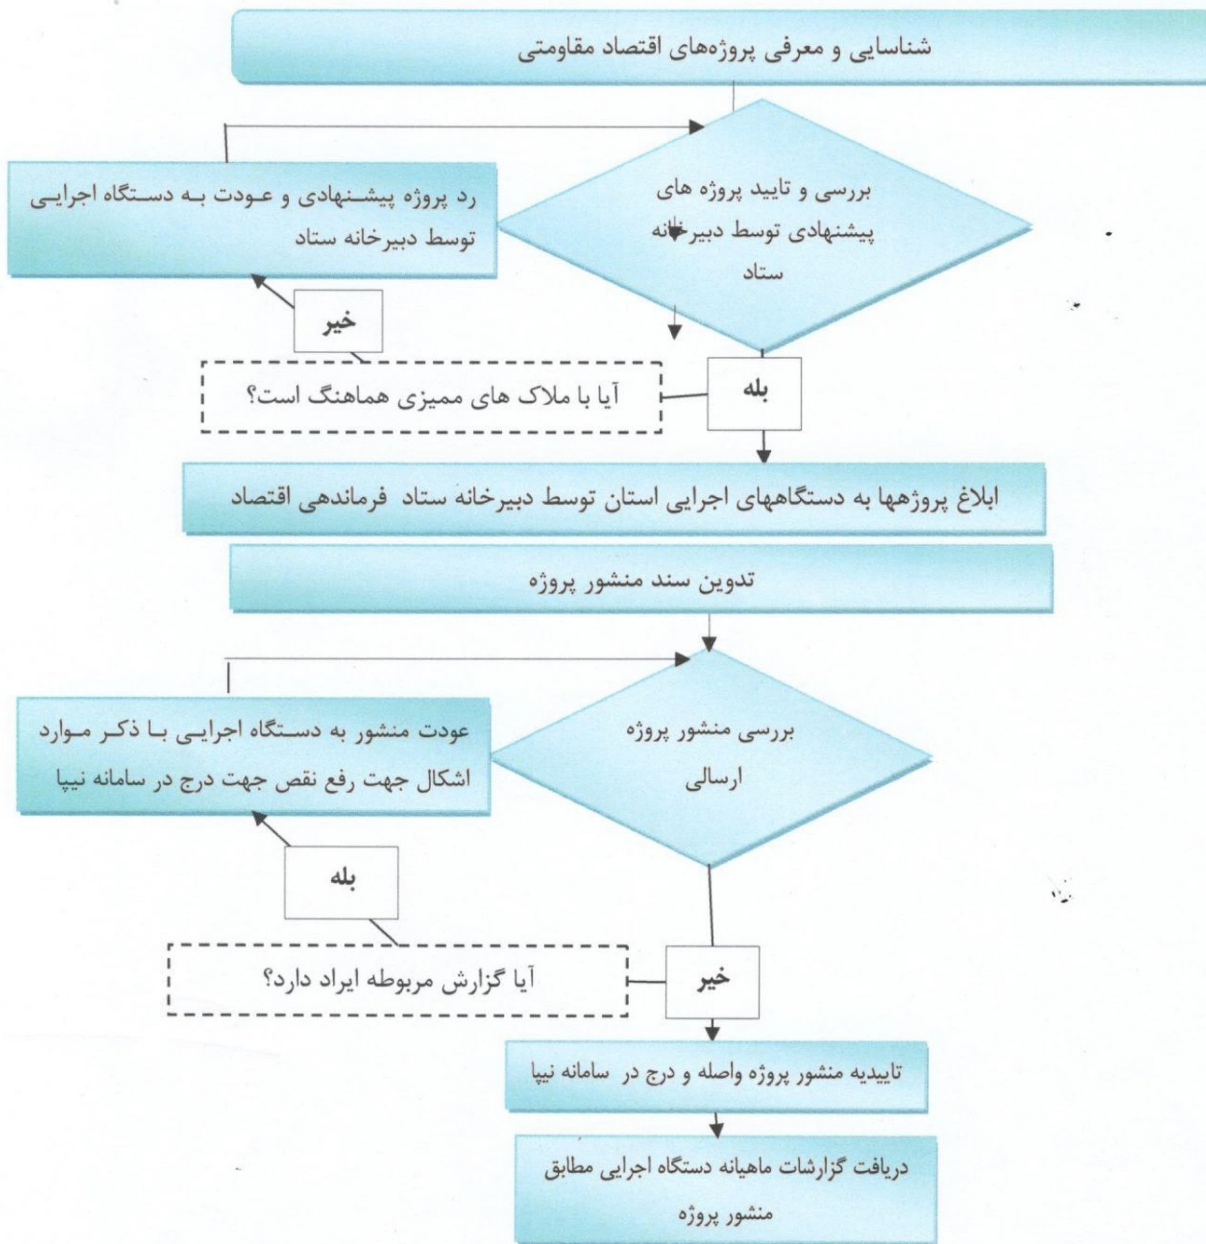 شناسایی و معرفی پروژه‌های اقتصاد مقاومتی
بررسی و تایید پروژه های
پیشنهادی توسط دبیرخانه
ستاد
رد پروژه پیشنهادی و عودت به دستگاه اجرایی
توسط دبیرخانه ستاد
خیر
آیا با ملاک های ممیزی هماهنگ است؟
بله
ابلاغ پروژهها به دستگاههای اجرایی استان توسط دبیرخانه ستاد فرماندهی اقتصاد
تدوین سند منشور پروژه
بررسی منشور پروژه
ارسالی
عودت منشور به دستگاه اجرایی با ذکر موارد
اشکال جهت رفع نقص جهت درج در سامانه نیپا
بله
آیا گزارش مربوطه ایراد دارد؟
خیر
تاییدیه منشور پروژه واصله و درج در سامانه نیپا
دریافت گزارشات ماهیانه دستگاه اجرایی مطابق
منشور پروژه